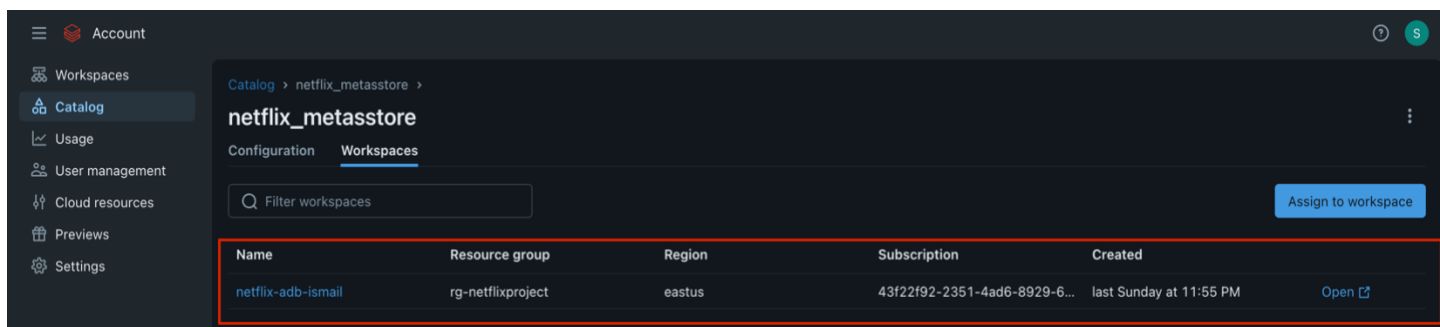 Account
S
Workspaces
Catalog
Usage
User management
Cloud resources
Previews
Settings
Catalog › netflix_metasstore ›
netflix_metasstore
Configuration Workspaces
Filter workspaces
Assign to workspace
Name Resource group Region Subscription Created
netflix-adb-ismail rg-netflixproject eastus 43f22f92-2351-4ad6-8929-6... last Sunday at 11:55 PM Open